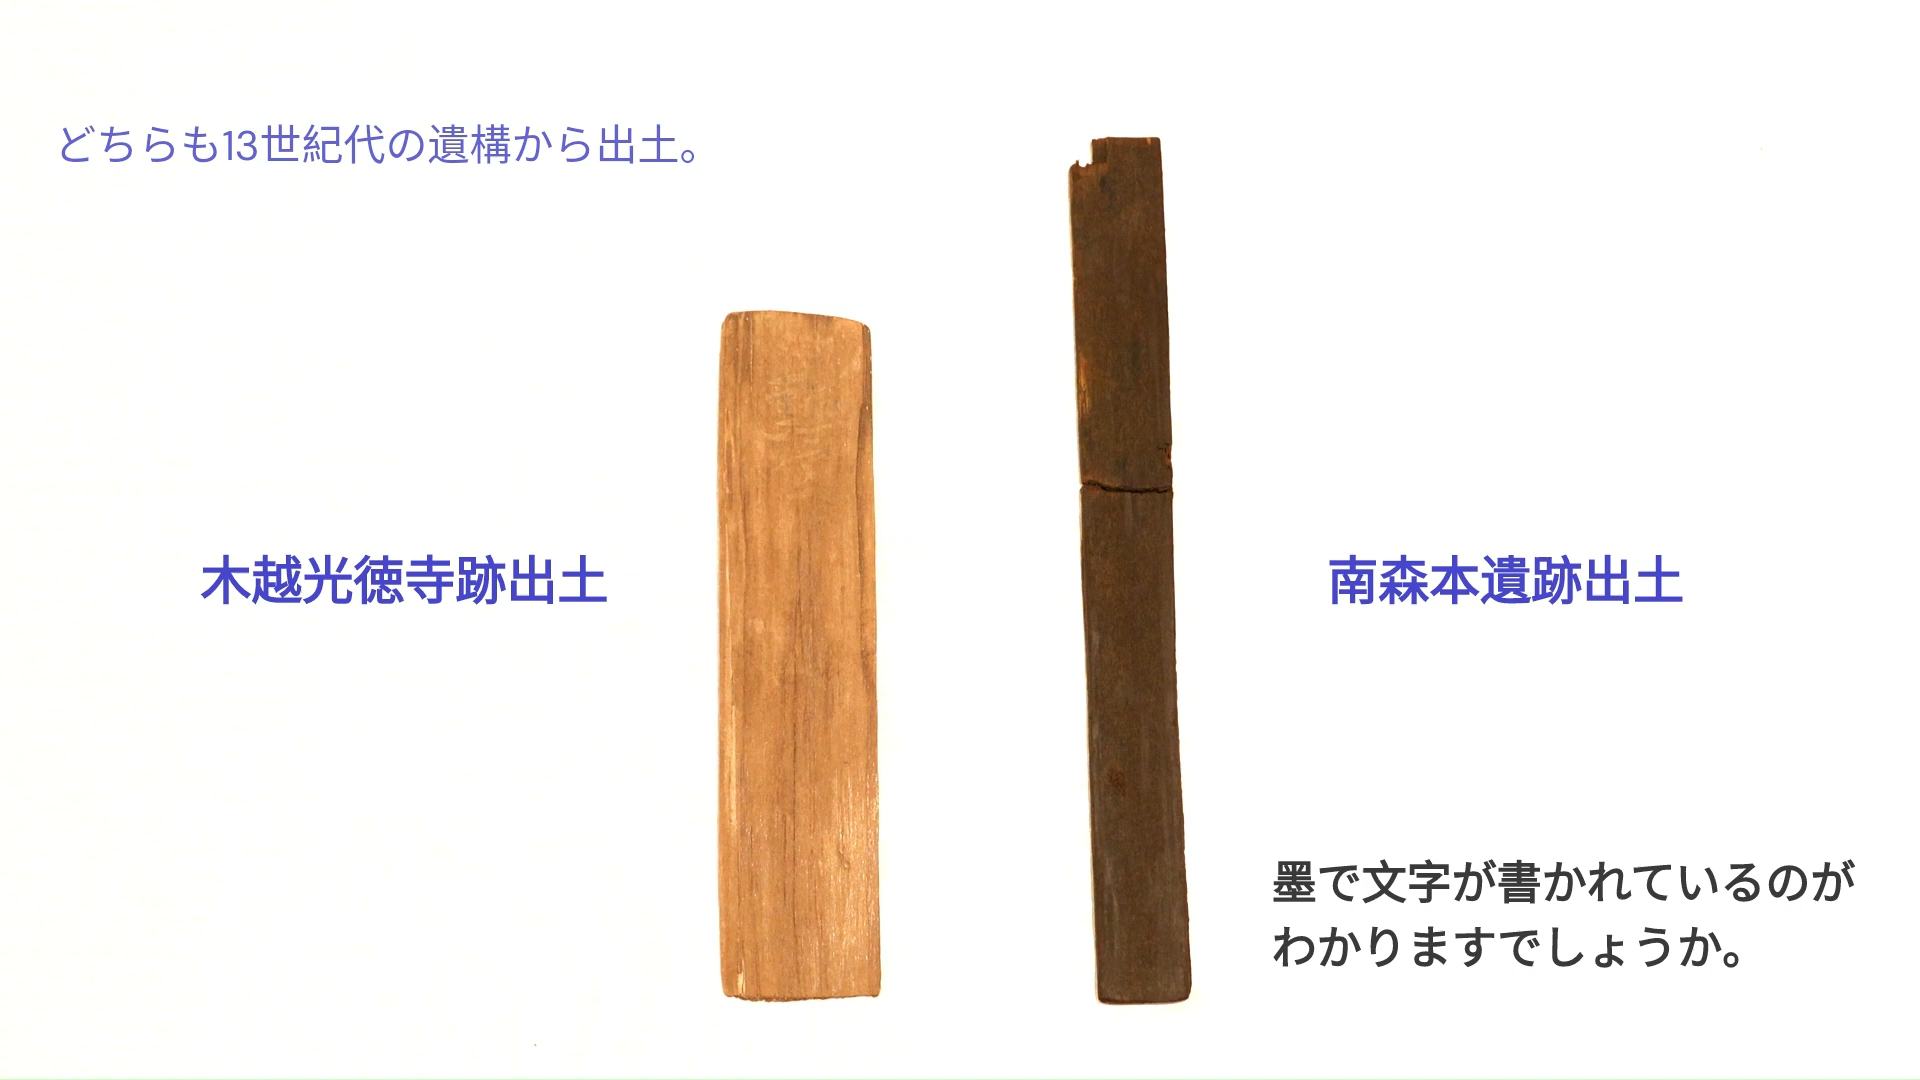 どちらも13世紀代の遺構から出土。
木越光徳寺跡出土
南森本遺跡出土
墨で文字が書かれているのが
わかりますでしょうか。